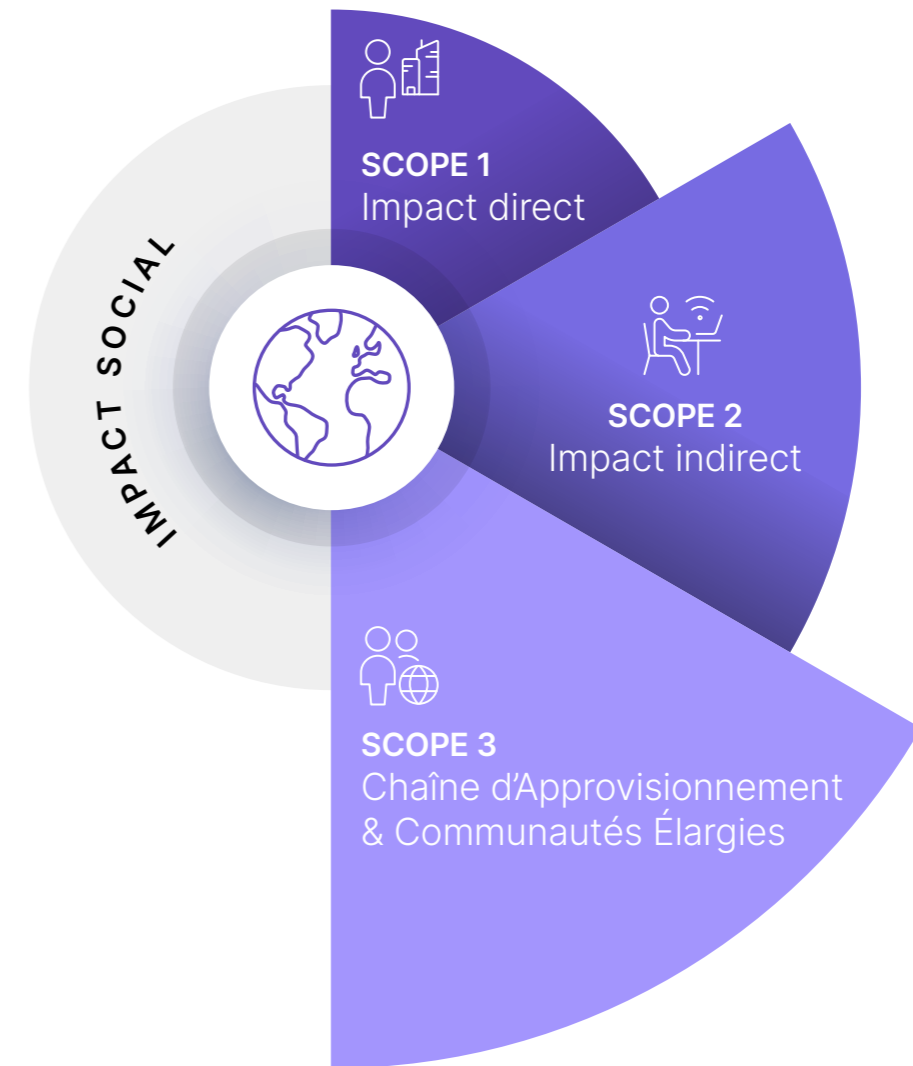 IMPACT SOCIAL
SCOPE 1
Impact direct
SCOPE 2
Impact indirect
SCOPE 3
Chaîne d’Approvisionnement
& Communautés Élargies